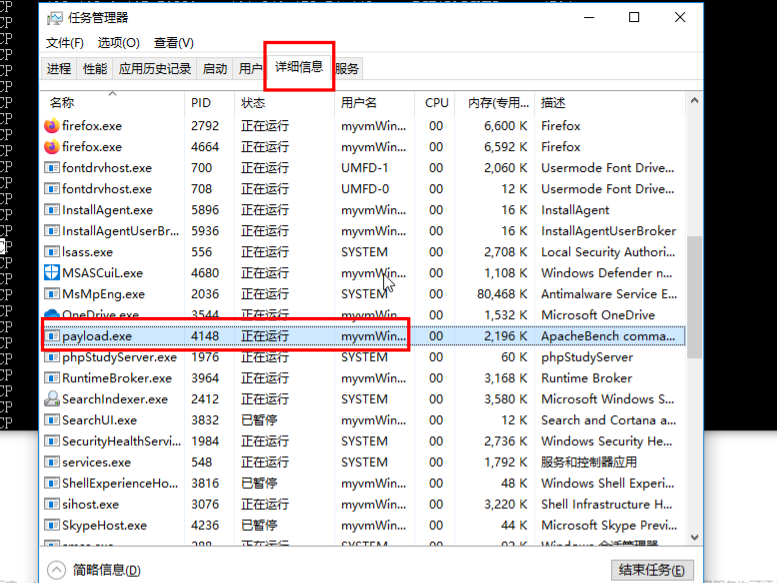 任务管理器
文件(F) 选项(O) 查看(V)
进程 性能 应用历史记录 启动 用户 详细信息 服务
名称 PID 状态 用户名 CPU 内存(专用... 描述
firefox.exe 2792 正在运行 myvmWin... 00 6,600 K Firefox
firefox.exe 4664 正在运行 myvmWin... 00 6,592 K Firefox
fontdrvhost.exe 700 正在运行 UMFD-1 00 2,060 K Usermode Font Drive...
fontdrvhost.exe 708 正在运行 UMFD-0 00 12 K Usermode Font Drive...
InstallAgent.exe 5896 正在运行 myvmWin... 00 16 K InstallAgent
InstallAgentUserBr... 5936 正在运行 myvmWin... 00 16 K InstallAgentUserBroker
lsass.exe 556 正在运行 SYSTEM 00 2,708 K Local Security Authori...
MSASCuiL.exe 4680 正在运行 myvmWin... 00 1,108 K Windows Defender n...
MsMpEng.exe 2036 正在运行 SYSTEM 00 80,468 K Antimalware Service E...
OneDrive.exe 3544 正在运行 myvmWin... 00 1,532 K Microsoft OneDrive
payload.exe 4148 正在运行 myvmWin... 00 2,196 K ApacheBench comma...
phpStudyServer.exe 1976 正在运行 SYSTEM 00 60 K phpStudyServer
RuntimeBroker.exe 3964 正在运行 myvmWin... 00 3,168 K Runtime Broker
SearchIndexer.exe 2412 正在运行 SYSTEM 00 3,580 K Microsoft Windows S...
SearchUI.exe 3832 已暂停 myvmWin... 00 12 K Search and Cortana a...
SecurityHealthServi... 1984 正在运行 SYSTEM 00 2,736 K Windows Security He...
services.exe 548 正在运行 SYSTEM 00 1,792 K 服务和控制器应用
ShellExperienceHo... 3816 已暂停 myvmWin... 00 48 K Windows Shell Experi...
sihost.exe 3076 正在运行 myvmWin... 00 3,220 K Shell Infrastructure H...
SkypeHost.exe 4236 已暂停 myvmWin... 00 44 K Microsoft Skype Previ...
简略信息(D) 结束任务(E)